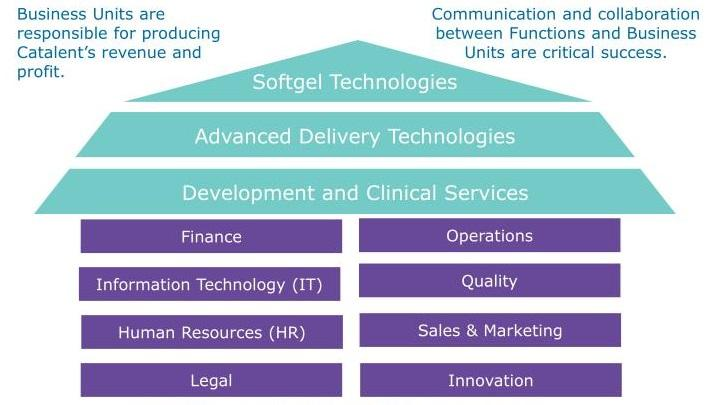 Business Units are
responsible for producing
Catalent’s revenue and
profit.
Communication and collaboration
between Functions and Business
Units are critical success.
Softgel Technologies
Advanced Delivery Technologies
Development and Clinical Services
Finance
Operations
Information Technology (IT)
Quality
Human Resources (HR)
Sales & Marketing
Legal
Innovation